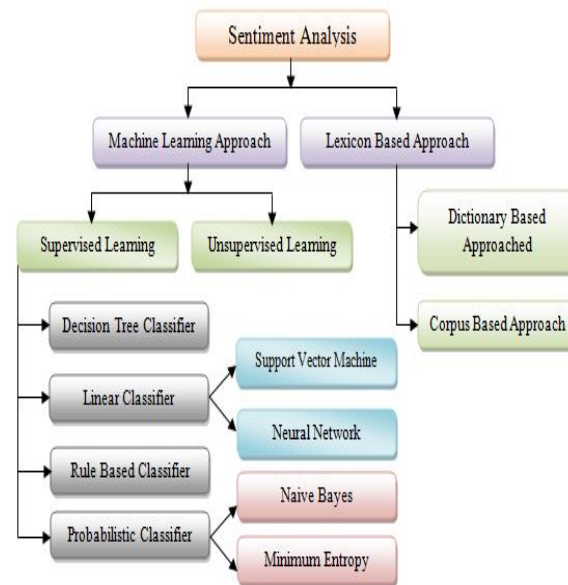 Sentiment Analysis
Machine Learning Approach
Lexicon Based Approach
Supervised Learning
Unsupervised Learning
Dictionary Based
Approached
Corpus Based Approach
Decision Tree Classifier
Linear Classifier
Rule Based Classifier
Probabilistic Classifier
Support Vector Machine
Neural Network
Naive Bayes
Minimum Entropy